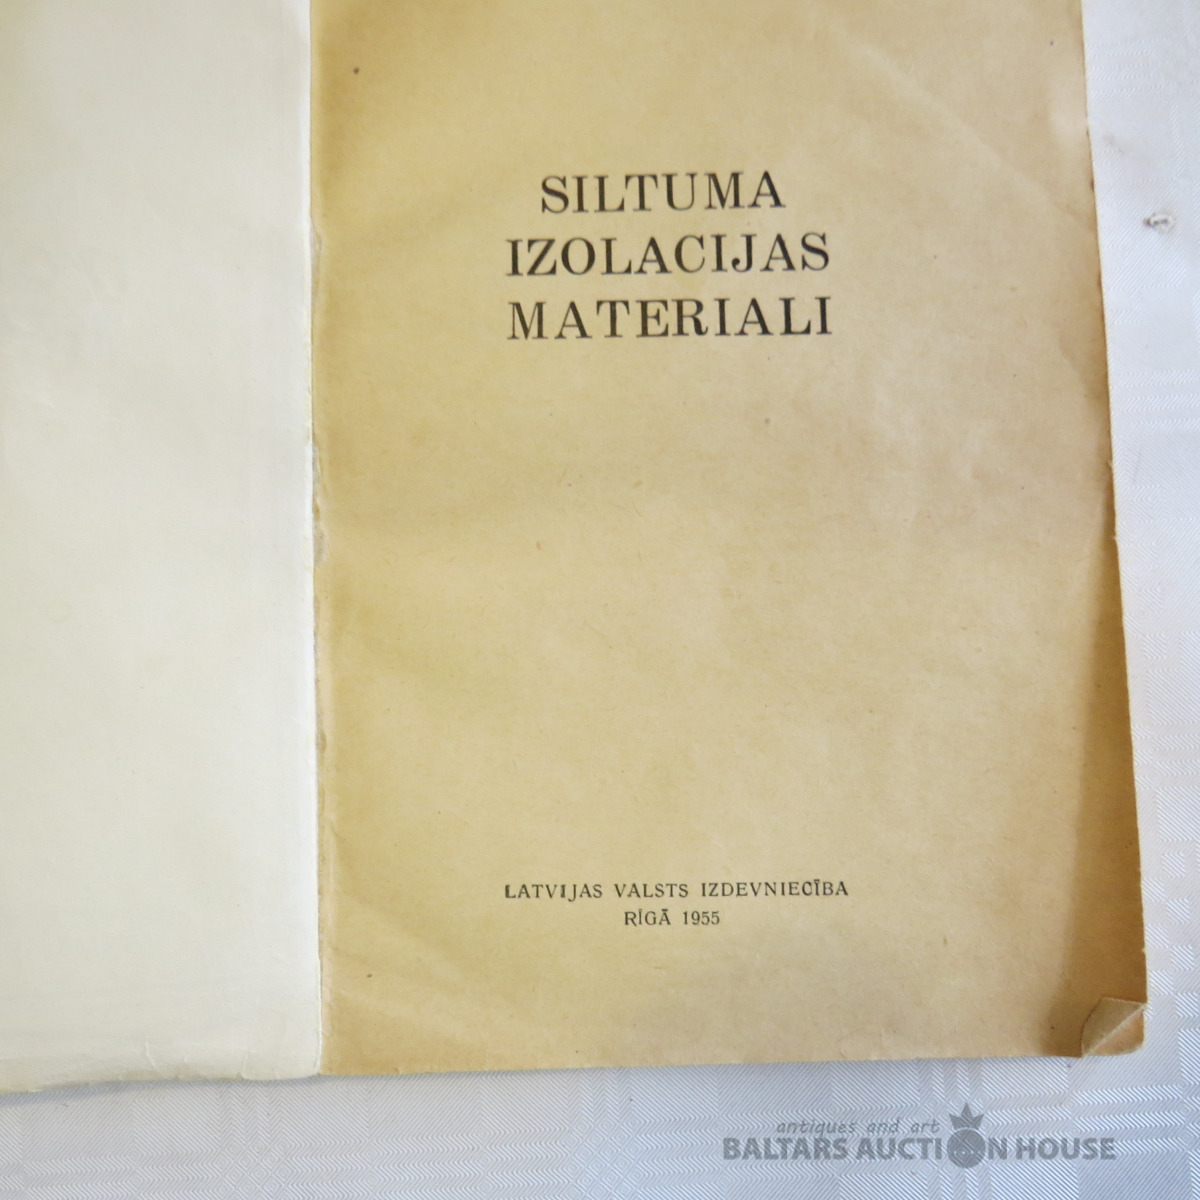 SILTUMA
IZOLACIJAS
MATERIALI
LATVIJAS VALSTS IZDEVNIECĪBA
RĪGĀ 1955
antiques and art
BALTARS AUCTION HOUSE